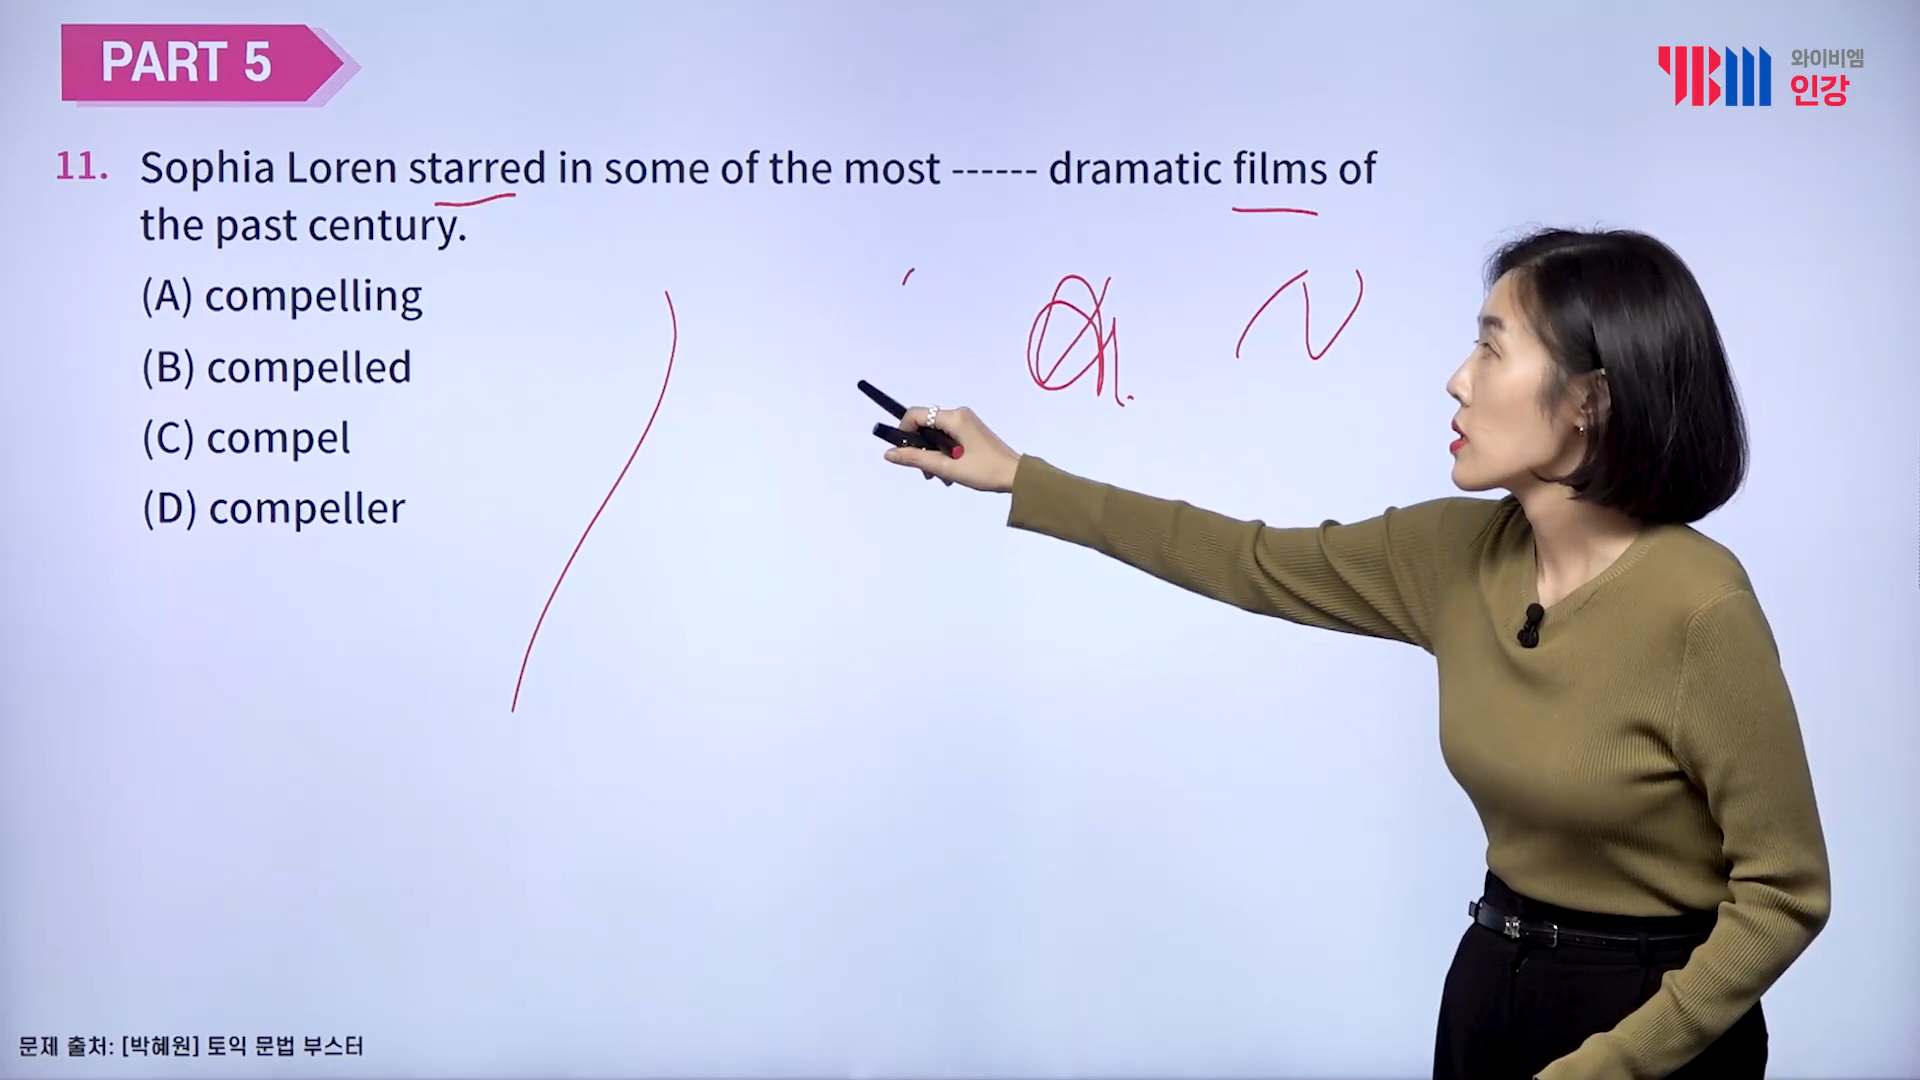 PART 5
YBM 와이비엠
인강
11. Sophia Loren starred in some of the most ------ dramatic films of
the past century.
(A) compelling
(B) compelled
(C) compel
(D) compeller
N
문제 출처: [박혜원] 토익 문법 부스터